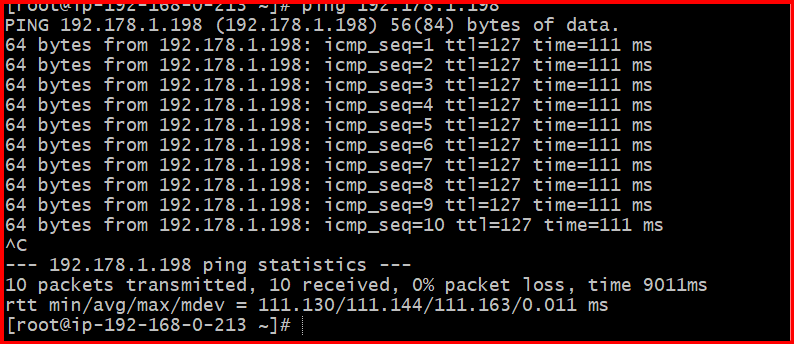 [root@ip-192-168-0-213 ~]# ping 192.178.1.198
PING 192.178.1.198 (192.178.1.198) 56(84) bytes of data.
64 bytes from 192.178.1.198: icmp_seq=1 ttl=127 time=111 ms
64 bytes from 192.178.1.198: icmp_seq=2 ttl=127 time=111 ms
64 bytes from 192.178.1.198: icmp_seq=3 ttl=127 time=111 ms
64 bytes from 192.178.1.198: icmp_seq=4 ttl=127 time=111 ms
64 bytes from 192.178.1.198: icmp_seq=5 ttl=127 time=111 ms
64 bytes from 192.178.1.198: icmp_seq=6 ttl=127 time=111 ms
64 bytes from 192.178.1.198: icmp_seq=7 ttl=127 time=111 ms
64 bytes from 192.178.1.198: icmp_seq=8 ttl=127 time=111 ms
64 bytes from 192.178.1.198: icmp_seq=9 ttl=127 time=111 ms
64 bytes from 192.178.1.198: icmp_seq=10 ttl=127 time=111 ms
^C
--- 192.178.1.198 ping statistics ---
10 packets transmitted, 10 received, 0% packet loss, time 9011ms
rtt min/avg/max/mdev = 111.130/111.144/111.163/0.011 ms
[root@ip-192-168-0-213 ~]#